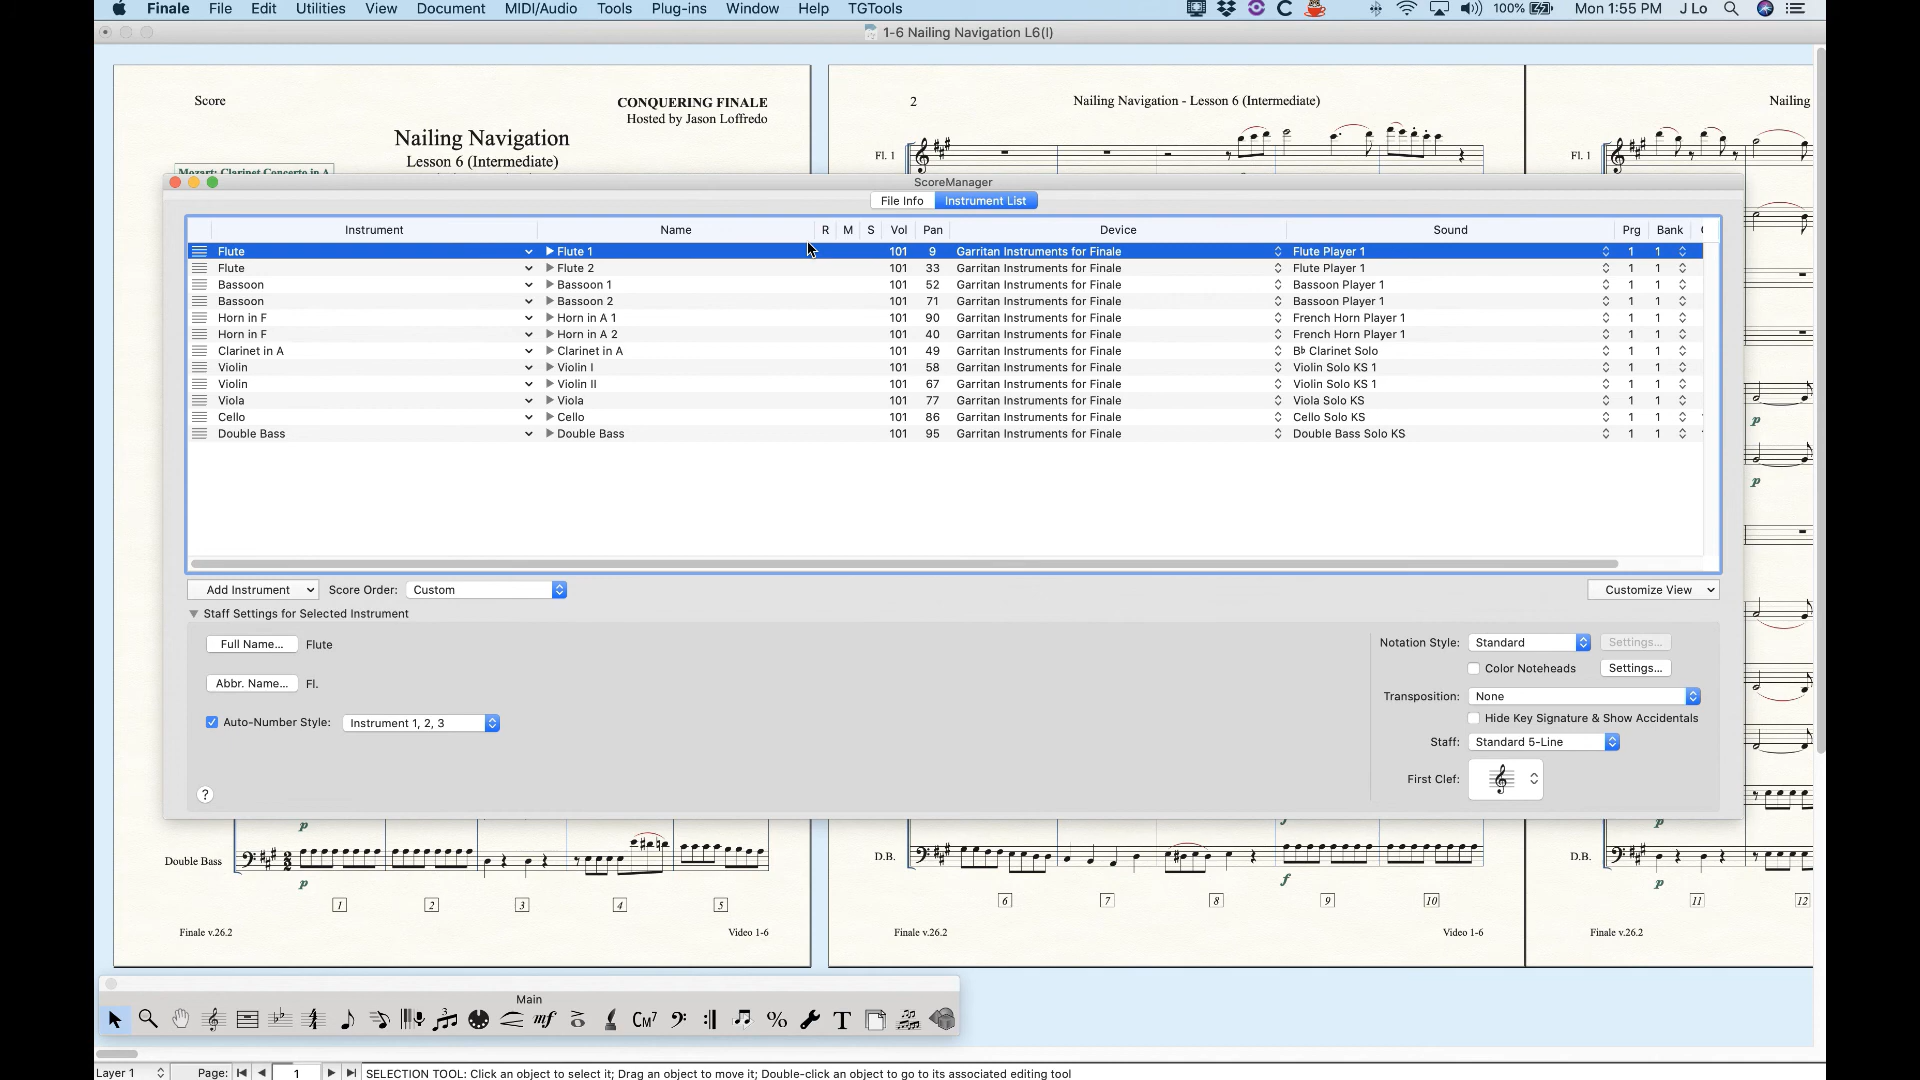 Finale File Edit Utilities View Document MIDI/Audio Tools Plug-ins Window Help TGTools 100% Mon 1:55 PM J Lo
1-6 Nailing Navigation L6(I)
Score
CONQUERING FINALE
Hosted by Jason Loffredo
Nailing Navigation
Lesson 6 (Intermediate)
Mozart: Clarinet Concerto in A
2 Nailing Navigation - Lesson 6 (Intermediate)
Nailing
Fl. 1
Fl. 1
ScoreManager
File Info Instrument List
Instrument Name R M S Vol Pan Device Sound Prg Bank
Flute Flute 1 101 9 Garritan Instruments for Finale Flute Player 1 1 1
Flute Flute 2 101 33 Garritan Instruments for Finale Flute Player 1 1 1
Bassoon Bassoon 1 101 52 Garritan Instruments for Finale Bassoon Player 1 1 1
Bassoon Bassoon 2 101 71 Garritan Instruments for Finale Bassoon Player 1 1 1
Horn in F Horn in A 1 101 90 Garritan Instruments for Finale French Horn Player 1 1 1
Horn in F Horn in A 2 101 40 Garritan Instruments for Finale French Horn Player 1 1 1
Clarinet in A Clarinet in A 101 49 Garritan Instruments for Finale B♭ Clarinet Solo 1 1
Violin Violin I 101 58 Garritan Instruments for Finale Violin Solo KS 1 1 1
Violin Violin II 101 67 Garritan Instruments for Finale Violin Solo KS 1 1 1
Viola Viola 101 77 Garritan Instruments for Finale Viola Solo KS 1 1
Cello Cello 101 86 Garritan Instruments for Finale Cello Solo KS 1 1
Double Bass Double Bass 101 95 Garritan Instruments for Finale Double Bass Solo KS 1 1
p
p
Add Instrument Score Order: Custom Customize View
Staff Settings for Selected Instrument
Full Name... Flute
Notation Style: Standard Settings...
Color Noteheads Settings...
Abbr. Name... Fl.
Transposition: None
Hide Key Signature & Show Accidentals
Auto-Number Style: Instrument 1, 2, 3
Staff: Standard 5-Line
First Clef:
?
p
f
p
Double Bass
D.B.
D.B.
p
f
p
1 2 3 4 5
6 7 8 9 10
11 12
Finale v.26.2 Video 1-6
Finale v.26.2 Video 1-6
Finale v.26.2
Main
mf CM7 % T
Layer 1 Page: 1 SELECTION TOOL: Click an object to select it; Drag an object to move it; Double-click an object to go to its associated editing tool